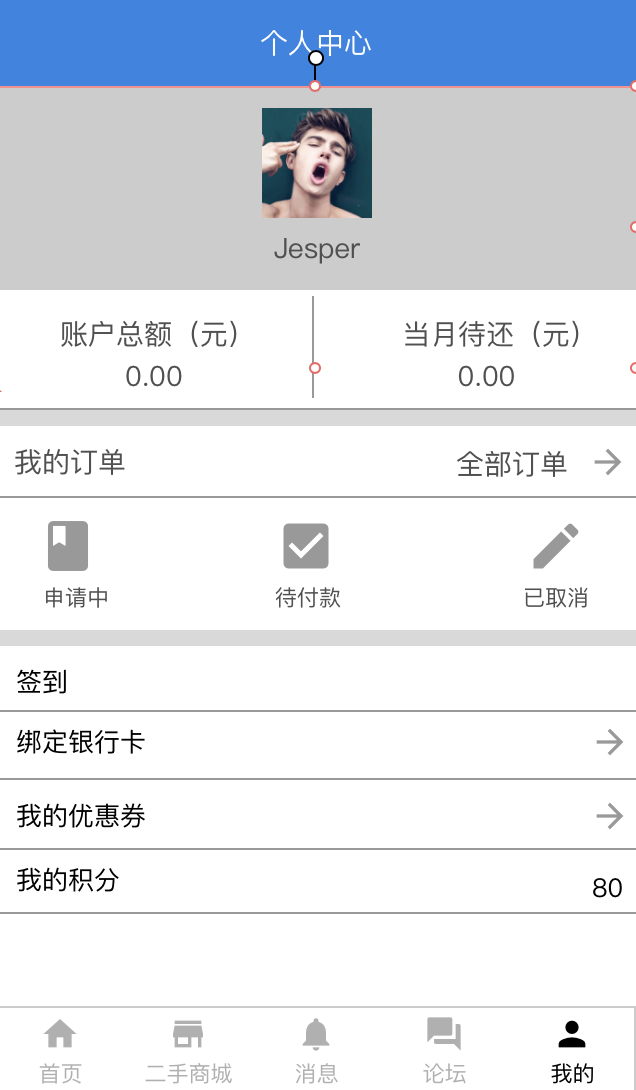 个人中心
Jesper
账户总额（元） 当月待还（元）
0.00 0.00
我的订单 全部订单
申请中 待付款 已取消
签到
绑定银行卡
我的优惠券
我的积分 80
首页 二手商城 消息 论坛 我的